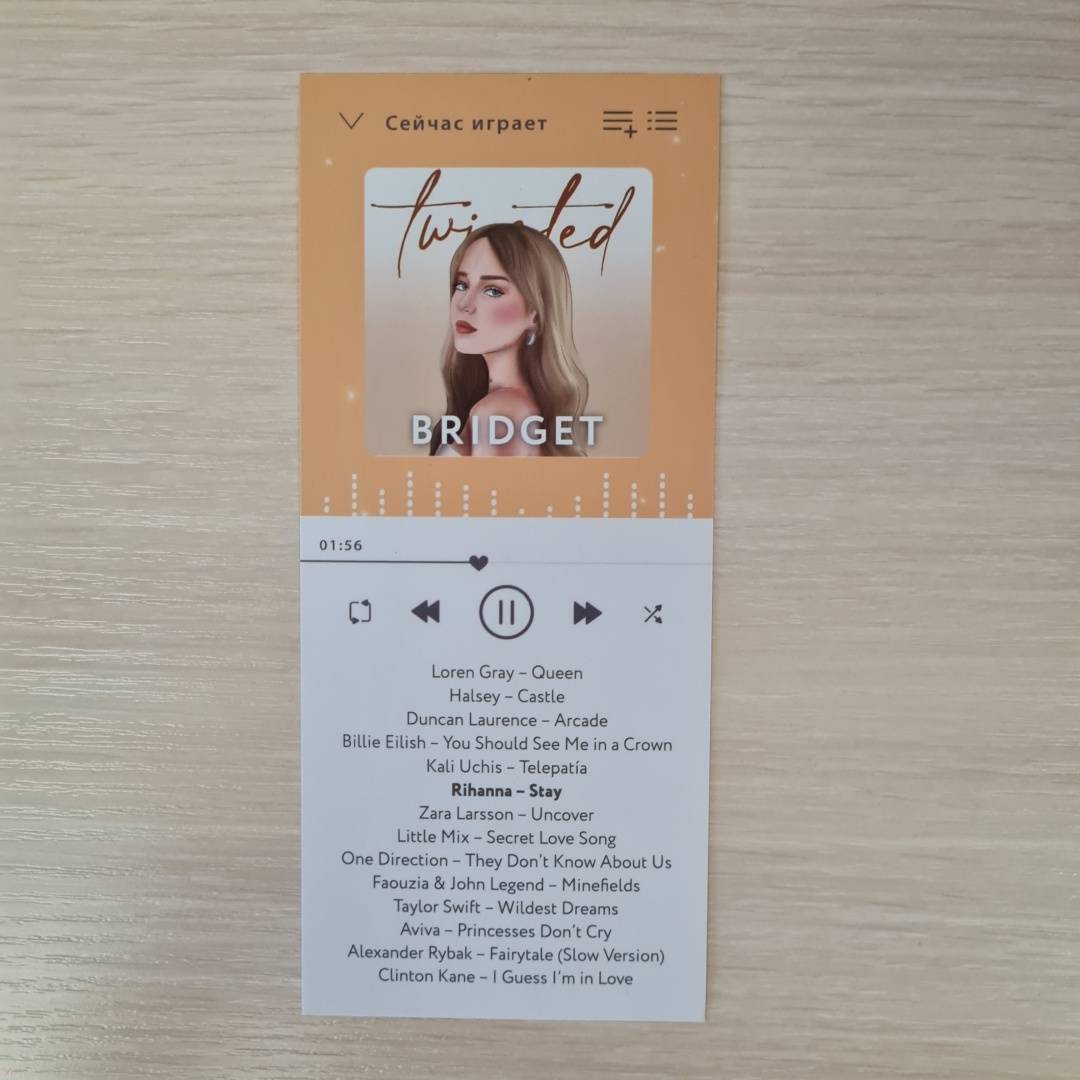 Сейчас играет
twisted
BRIDGET
01:56
Loren Gray – Queen
Halsey – Castle
Duncan Laurence – Arcade
Billie Eilish – You Should See Me in a Crown
Kali Uchis – Telepatía
Rihanna – Stay
Zara Larsson – Uncover
Little Mix – Secret Love Song
One Direction – They Don't Know About Us
Faouzia & John Legend – Minefields
Taylor Swift – Wildest Dreams
Aviva – Princesses Don't Cry
Alexander Rybak – Fairytale (Slow Version)
Clinton Kane – I Guess I'm in Love